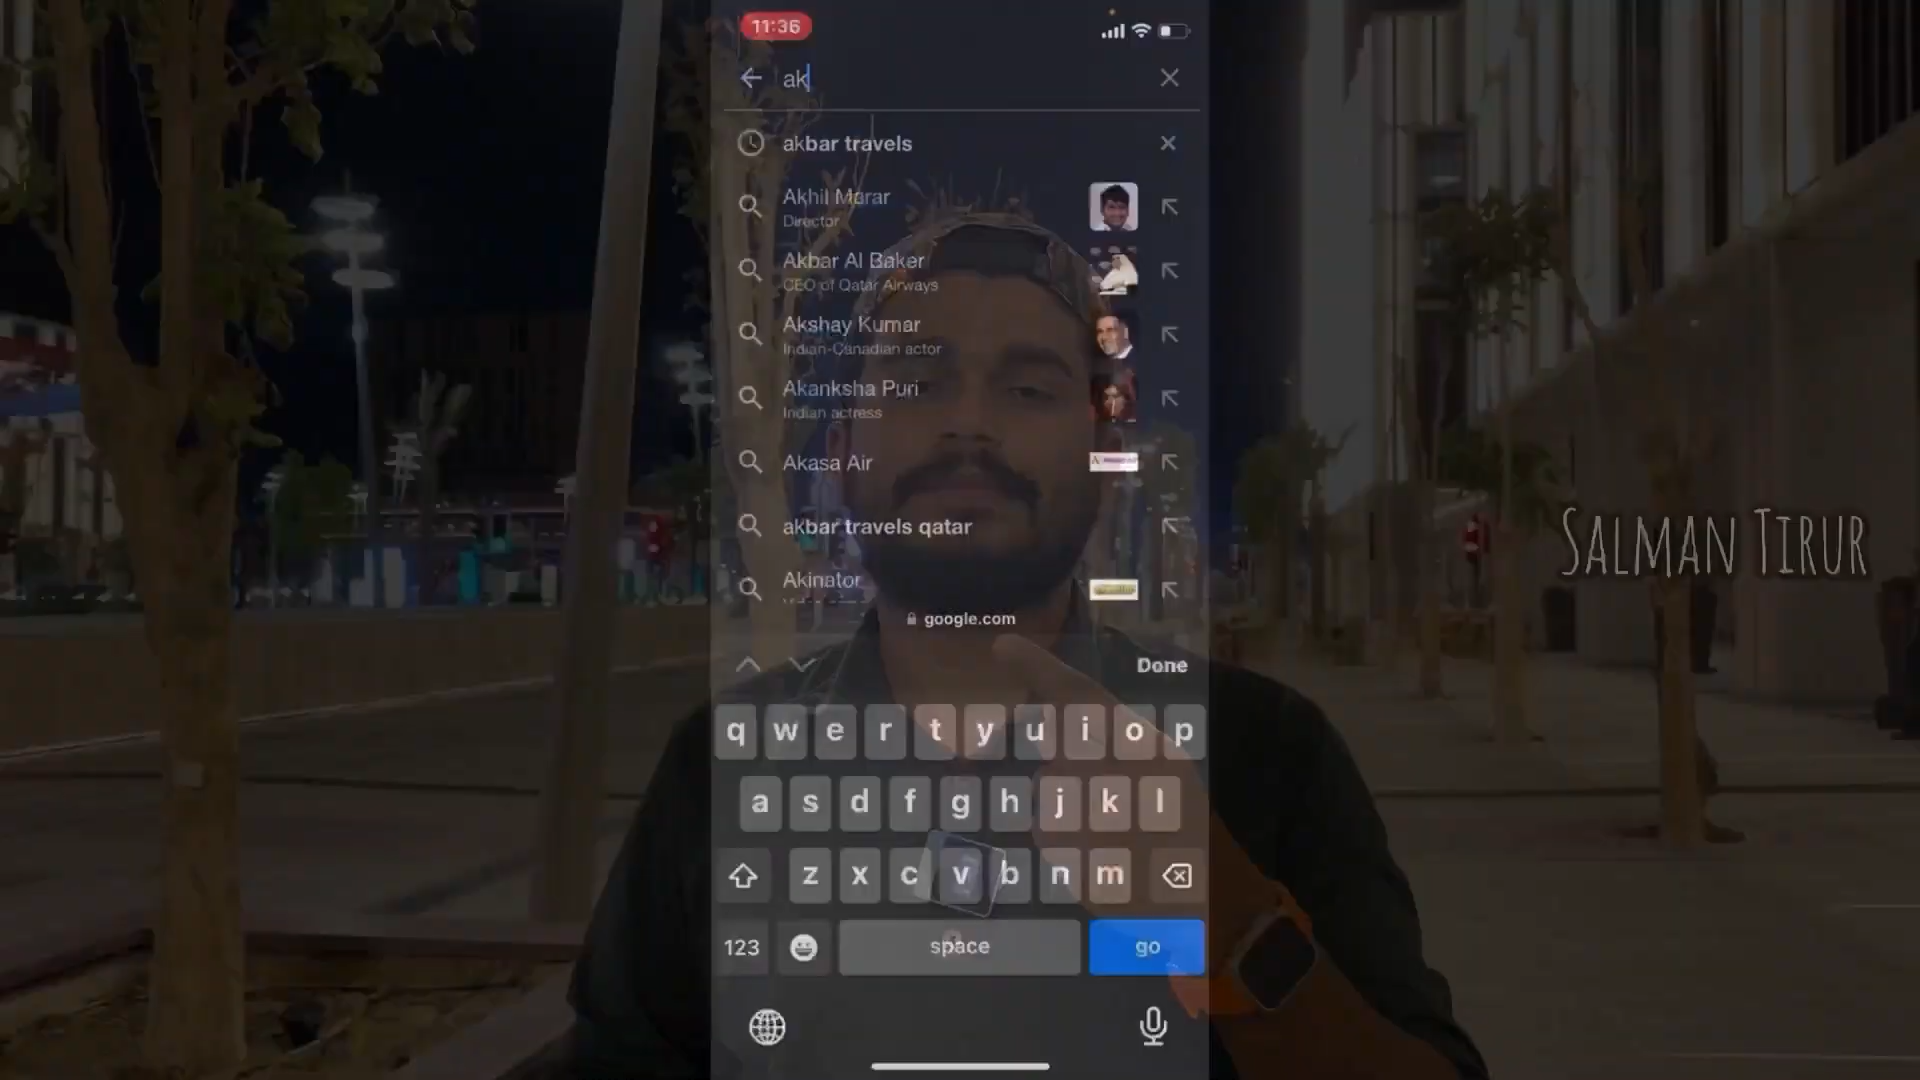 11:36
ak
akbar travels
Akhil Marar
Director
Akbar Al Baker
CEO of Qatar Airways
Akshay Kumar
Indian-Canadian actor
Akanksha Puri
Indian actress
Akasa Air
akbar travels qatar
Akinator
google.com
Done
q w e r t y u i o p
a s d f g h j k l
z x c v b n m
123 space go
SALMAN TIRUR